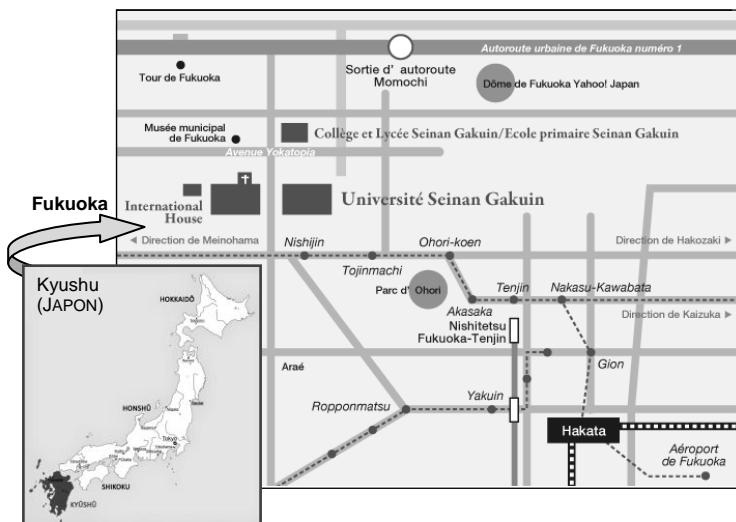 Autoroute urbaine de Fukuoka numéro 1
Tour de Fukuoka
Sortie d' autoroute
Momochi
Dôme de Fukuoka Yahoo! Japan
Musée municipal
de Fukuoka
Collège et Lycée Seinan Gakuin/Ecole primaire Seinan Gakuin
Avenue Yokatopia
Université Seinan Gakuin
International
House
Fukuoka
◀ Direction de Meinohama
Nishijin
Ohori-koen
Direction de Hakozaki ▶
Tojinmachi
Parc d' Ohori
Tenjin
Nakasu-Kawabata
Akasaka
Direction de Kaizuka ▶
Nishitetsu
Fukuoka-Tenjin
Araé
Gion
Yakuin
Ropponmatsu
Hakata
Aéroport
de Fukuoka
Kyushu
(JAPON)
HOKKAIDŌ
HONSHŪ
Tokyo
SHIKOKU
KYŪSHŪ